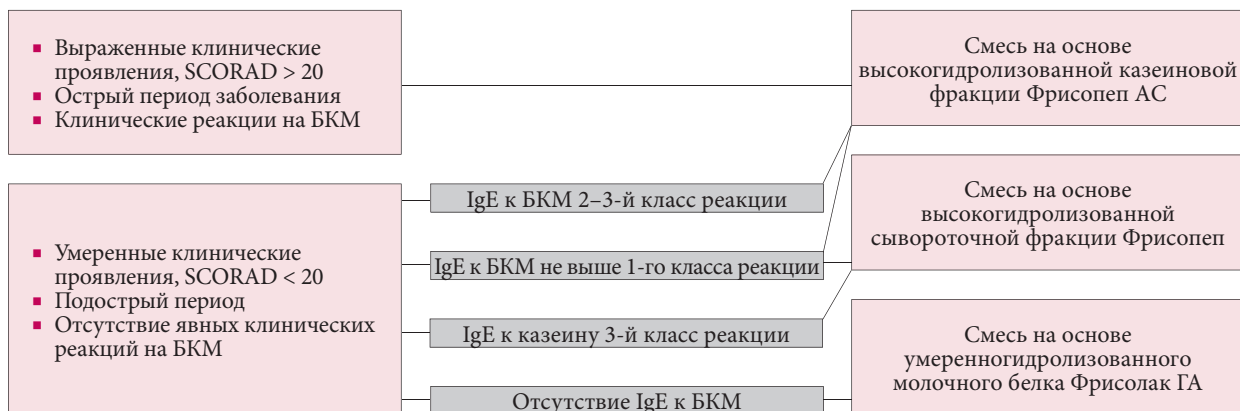 ▪ Выраженные клинические
проявления, SCORAD > 20
▪ Острый период заболевания
▪ Клинические реакции на БКМ
Смесь на основе
высокогидролизованной казеиновой
фракции Фрисопеп АС
▪ Умеренные клинические
проявления, SCORAD < 20
▪ Подострый период
▪ Отсутствие явных клинических
реакций на БКМ
IgE к БКМ 2–3-й класс реакции
IgE к БКМ не выше 1-го класса реакции
IgE к казеину 3-й класс реакции
Отсутствие IgE к БКМ
Смесь на основе
высокогидролизованной
сывороточной фракции Фрисопеп
Смесь на основе
умеренногидролизованного
молочного белка Фрисолак ГА